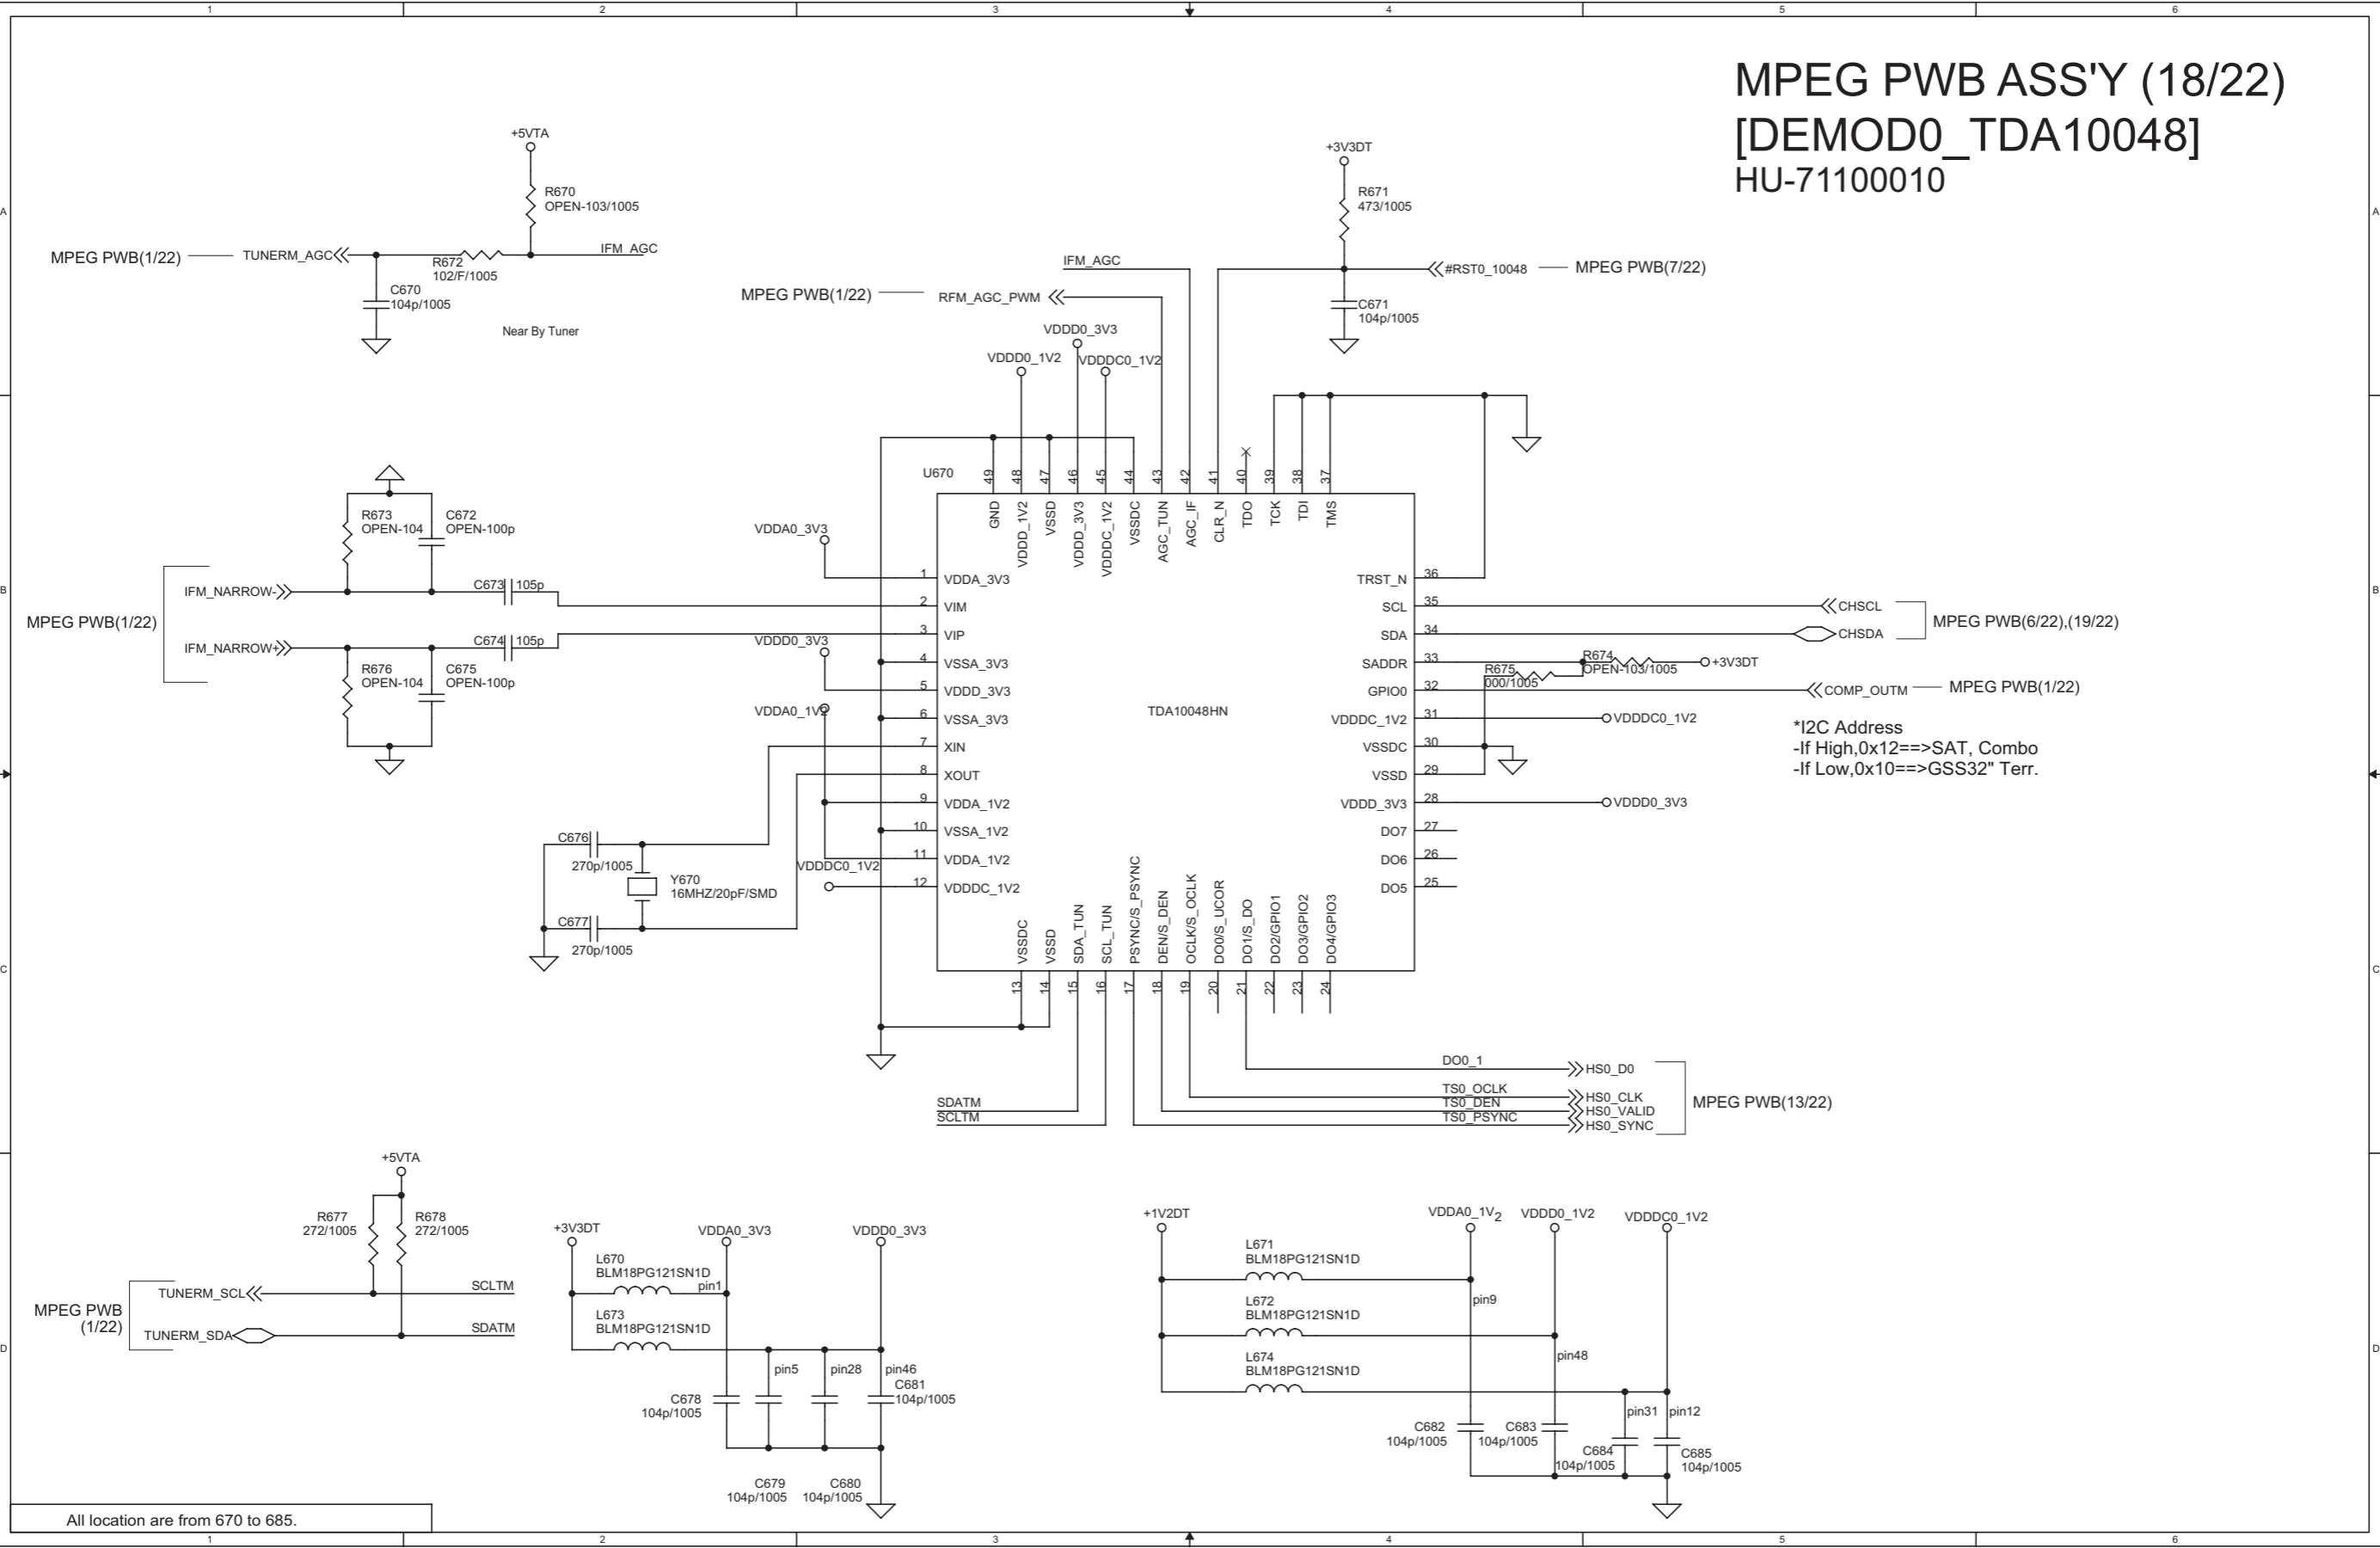 1 2 3 4 5 6
MPEG PWB ASS'Y (18/22)
[DEMOD0_TDA10048]
HU-71100010
A
A
+5VTA
R670
OPEN-103/1005
MPEG PWB(1/22)
TUNERM_AGC
R672
102/F/1005
IFM_AGC
C670
104p/1005
Near By Tuner
+3V3DT
R671
473/1005
IFM_AGC
#RST0_10048
MPEG PWB(7/22)
MPEG PWB(1/22)
RFM_AGC_PWM
C671
104p/1005
VDDD0_3V3
VDDD0_1V2
VDDDC0_1V2
U670
49 48 47 46 45 44 43 42 41 40 39 38 37
GND
VDDD_1V2
VSSD
VDDD_3V3
VDDDC_1V2
VSSDC
AGC_TUN
AGC_IF
CLR_N
TDO
TCK
TDI
TMS
R673
OPEN-104
C672
OPEN-100p
B
B
MPEG PWB(1/22)
IFM_NARROW-
C673
105p
IFM_NARROW+
C674
105p
R676
OPEN-104
C675
OPEN-100p
VDDA0_3V3
VDDD0_3V3
VDDA0_1V2
VDDDC0_1V2
1 VDDA_3V3
2 VIM
3 VIP
4 VSSA_3V3
5 VDDD_3V3
6 VSSA_3V3
7 XIN
8 XOUT
9 VDDA_1V2
10 VSSA_1V2
11 VDDA_1V2
12 VDDDC_1V2
TDA10048HN
TRST_N 36
SCL 35
SDA 34
SADDR 33
GPIO0 32
VDDDC_1V2 31
VSSDC 30
VSSD 29
VDDD_3V3 28
DO7 27
DO6 26
DO5 25
CHSCL
CHSDA
MPEG PWB(6/22),(19/22)
R674
OPEN-103/1005
+3V3DT
R675
000/1005
COMP_OUTM
MPEG PWB(1/22)
VDDDC0_1V2
*I2C Address
-If High,0x12==>SAT, Combo
-If Low,0x10==>GSS32" Terr.
VDDD0_3V3
C676
270p/1005
Y670
16MHZ/20pF/SMD
C677
270p/1005
C
C
VSSDC
VSSD
SDA_TUN
SCL_TUN
PSYNC/S_PSYNC
DEN/S_DEN
OCLK/S_OCLK
DO0/S_UCOR
DO1/S_DO
DO2/GPIO1
DO3/GPIO2
DO4/GPIO3
13 14 15 16 17 18 19 20 21 22 23 24
SDATM
SCLTM
DO0_1
TS0_OCLK
TS0_DEN
TS0_PSYNC
HS0_D0
HS0_CLK
HS0_VALID
HS0_SYNC
MPEG PWB(13/22)
+5VTA
R677
272/1005
R678
272/1005
MPEG PWB
(1/22)
TUNERM_SCL
SCLTM
TUNERM_SDA
SDATM
D
D
+3V3DT
VDDA0_3V3
VDDD0_3V3
L670
BLM18PG121SN1D
pin1
L673
BLM18PG121SN1D
pin5
pin28
pin46
C681
104p/1005
C678
104p/1005
C679
104p/1005
C680
104p/1005
+1V2DT
VDDA0_1V2
VDDD0_1V2
VDDDC0_1V2
L671
BLM18PG121SN1D
pin9
L672
BLM18PG121SN1D
pin48
L674
BLM18PG121SN1D
pin31
pin12
C682
104p/1005
C683
104p/1005
C684
104p/1005
C685
104p/1005
All location are from 670 to 685.
1 2 3 4 5 6